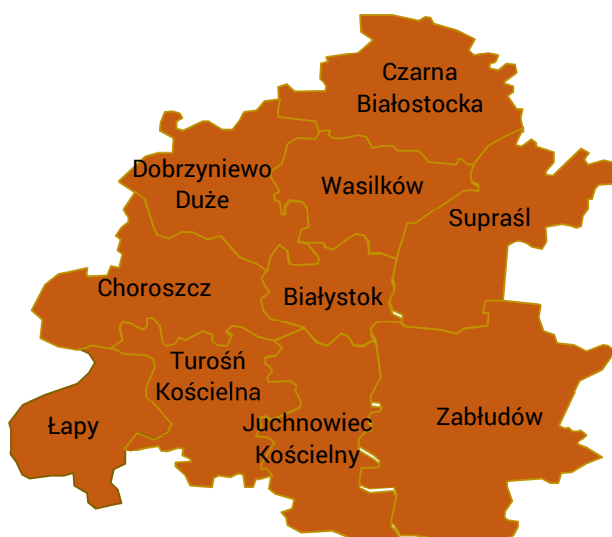 Czarna
Białostocka
Dobrzyniewo
Duże
Wasilków
Supraśl
Choroszcz
Białystok
Turośń
Kościelna
Łapy
Juchnowiec
Kościelny
Zabłudów